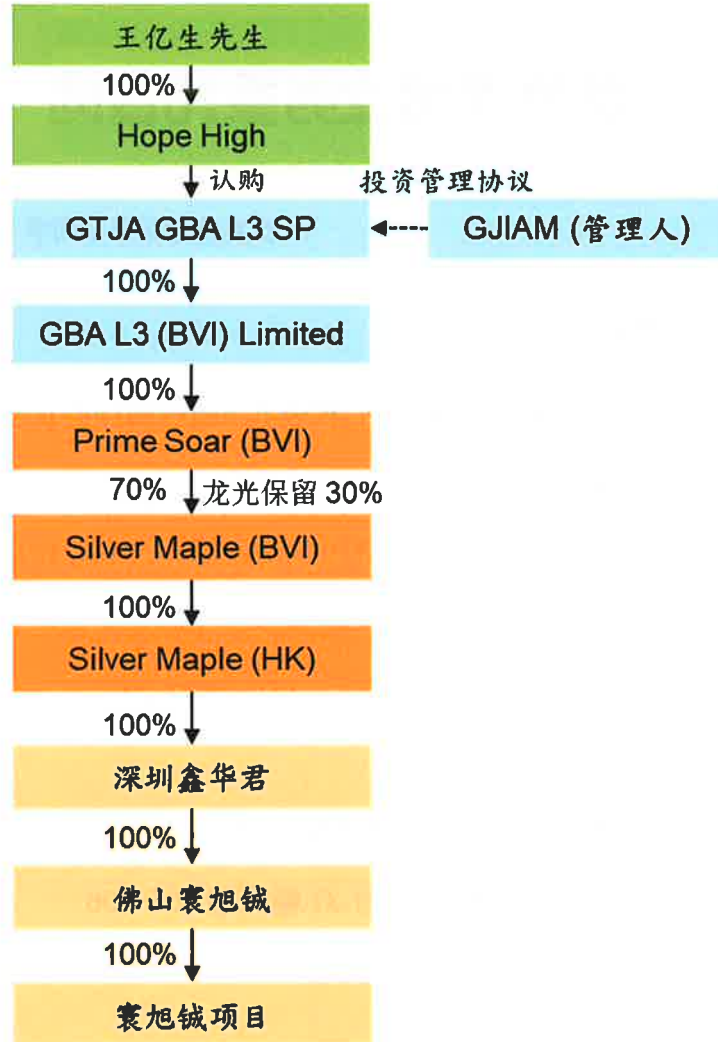 王亿生先生
100%
Hope High
认购
投资管理协议
GTJA GBA L3 SP
GJIAM (管理人)
100%
GBA L3 (BVI) Limited
100%
Prime Soar (BVI)
70%
龙光保留 30%
Silver Maple (BVI)
100%
Silver Maple (HK)
100%
深圳鑫华君
100%
佛山寰旭铖
100%
寰旭铖项目